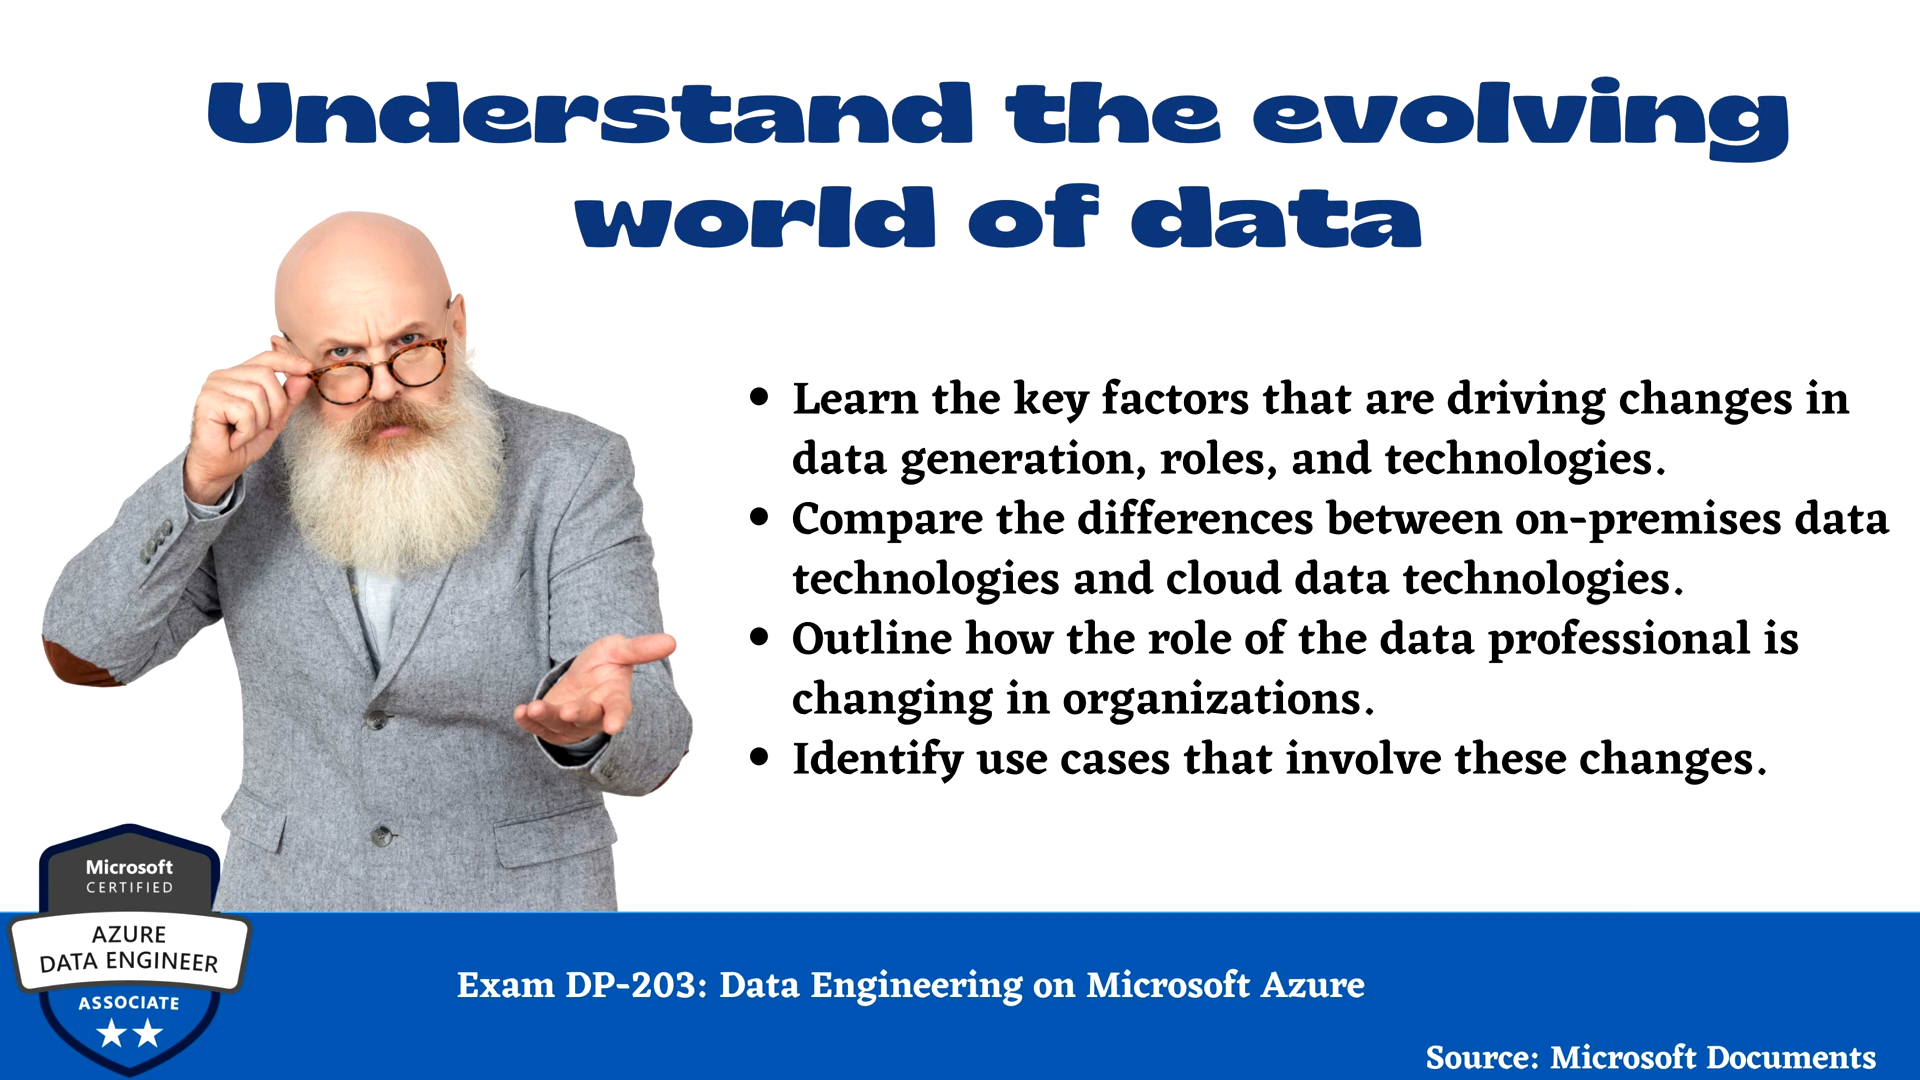 Understand the evolving
world of data
• Learn the key factors that are driving changes in
data generation, roles, and technologies.
• Compare the differences between on-premises data
technologies and cloud data technologies.
• Outline how the role of the data professional is
changing in organizations.
• Identify use cases that involve these changes.
Microsoft
CERTIFIED
AZURE
DATA ENGINEER
ASSOCIATE
Exam DP-203: Data Engineering on Microsoft Azure
Source: Microsoft Documents